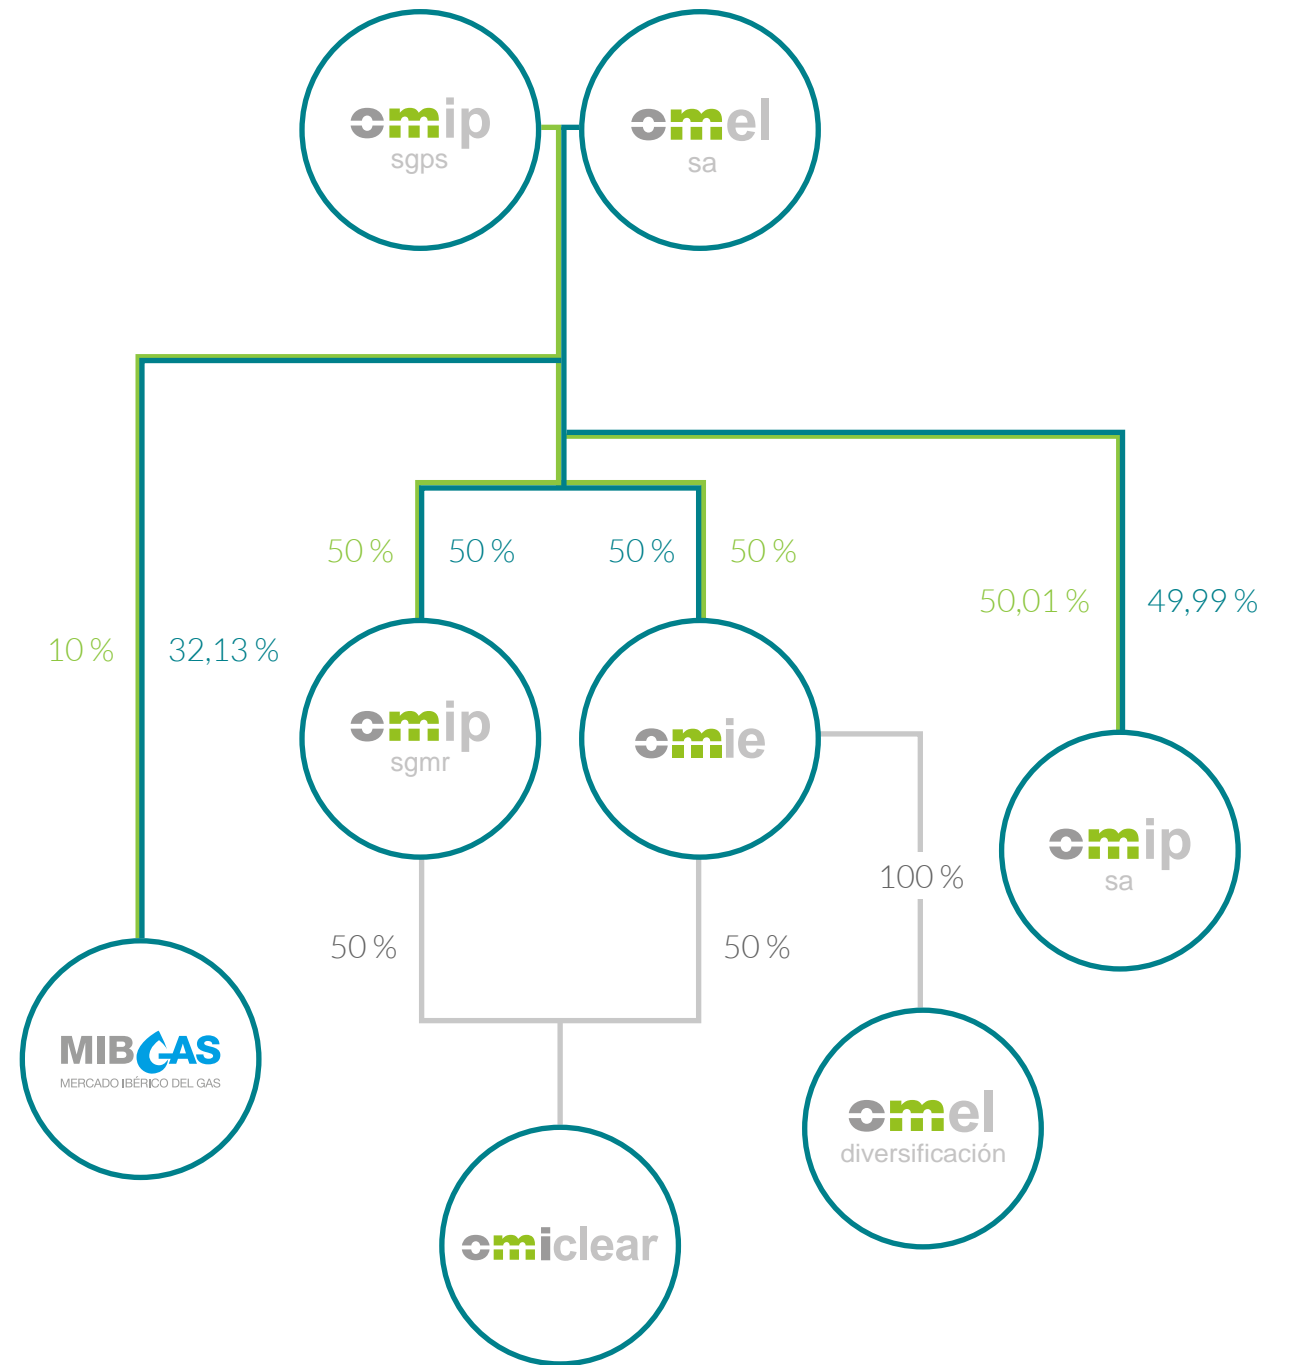 omip
sgps
omel
sa
50 %
50 %
50 %
50 %
50,01 %
49,99 %
10 %
32,13 %
omip
sgmr
omie
omip
sa
100 %
50 %
50 %
MIBGAS
MERCADO IBÉRICO DEL GAS
omel
diversificación
omiclear